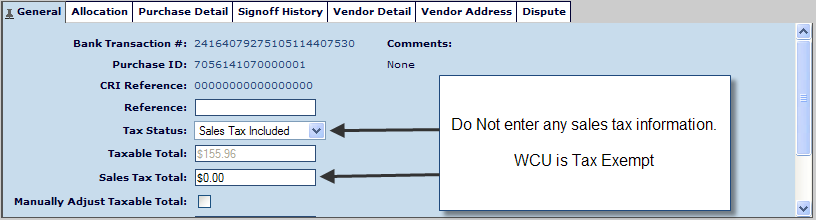 General Allocation Purchase Detail Signoff History Vendor Detail Vendor Address Dispute
Bank Transaction #: 24164079275105114407530 Comments:
Purchase ID: 7056141070000001 None
CRI Reference: 00000000000000000
Reference:
Tax Status: Sales Tax Included
Taxable Total: $155.96
Sales Tax Total: $0.00
Manually Adjust Taxable Total:
Do Not enter any sales tax information.
WCU is Tax Exempt